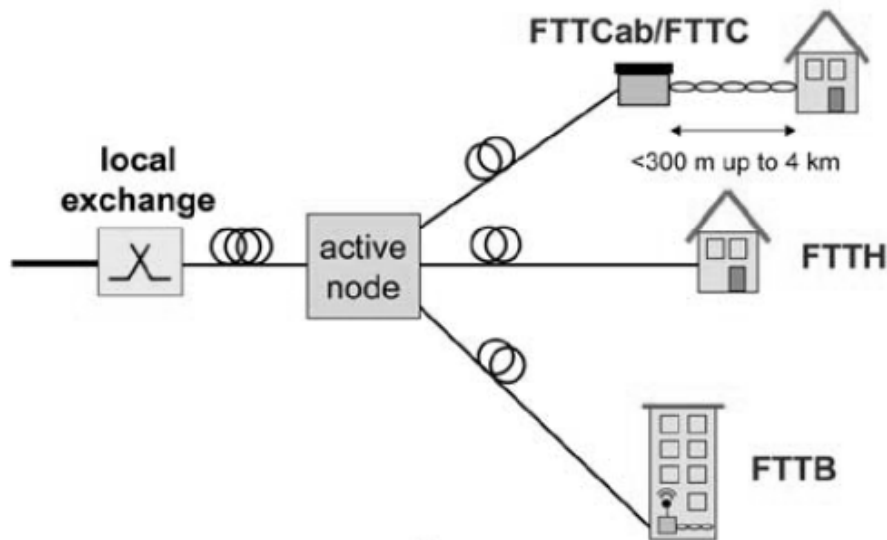 FTTCab/FTTC
<300 m up to 4 km
local
exchange
active
node
FTTH
FTTB